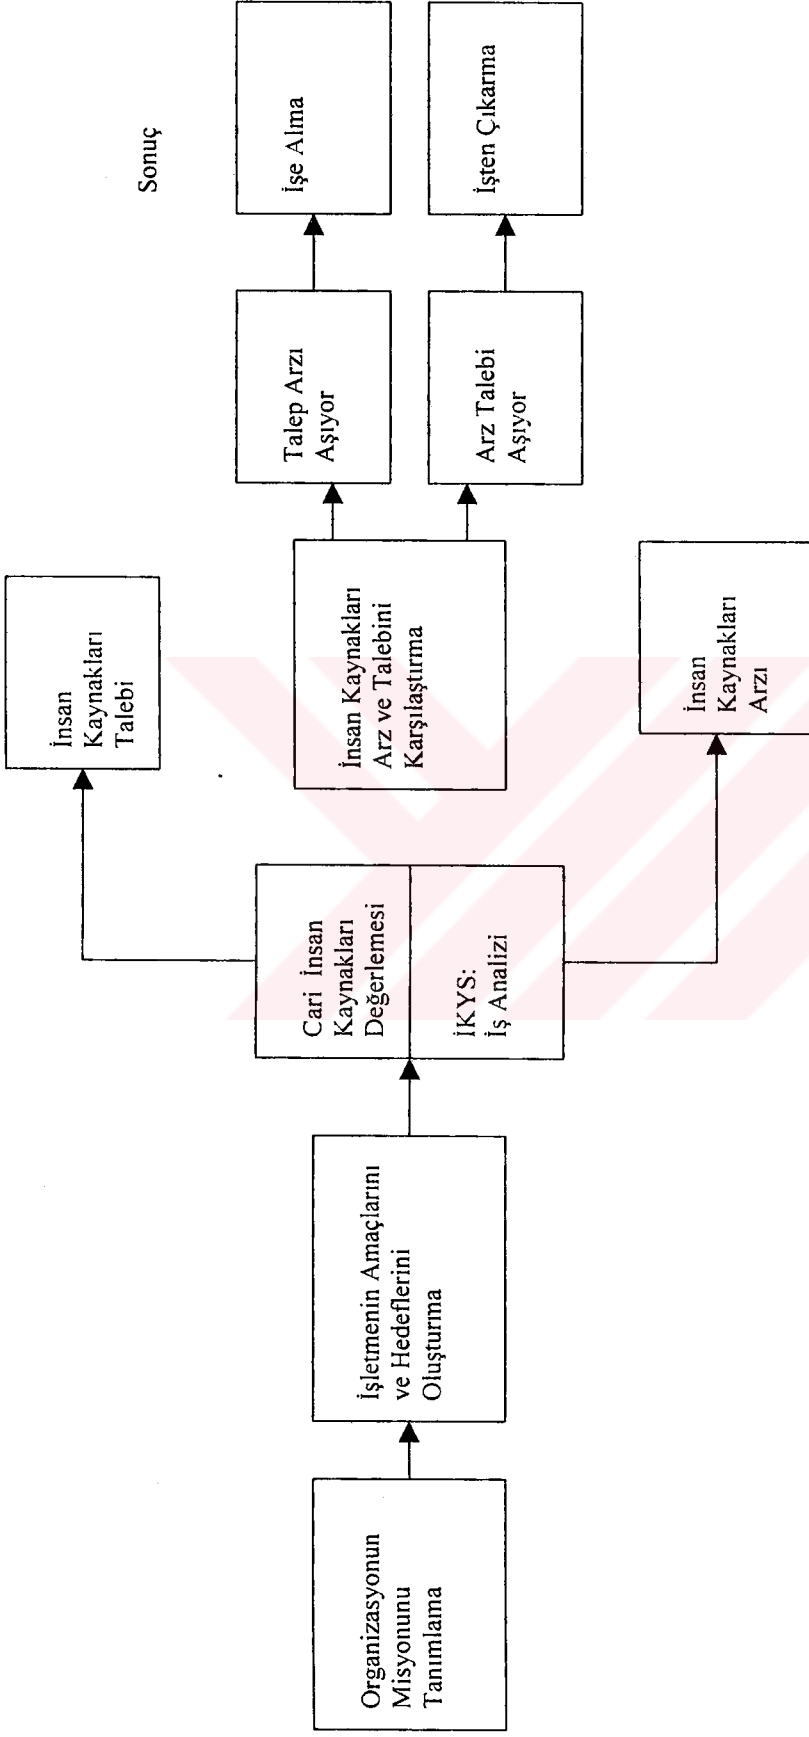 Organizasyonun
Misyonunu
Tanımlama
İşletmenin Amaçlarını
ve Hedeflerini
Oluşturma
Cari İnsan
Kaynakları
Değerlemesi
İKYS:
İş Analizi
İnsan
Kaynakları
Talebi
İnsan Kaynakları
Arz ve Talebini
Karşılaştırma
İnsan
Kaynakları
Arzı
Talep Arzı
Aşıyor
Arz Talebi
Aşıyor
Sonuç
İşe Alma
İşten Çıkarma